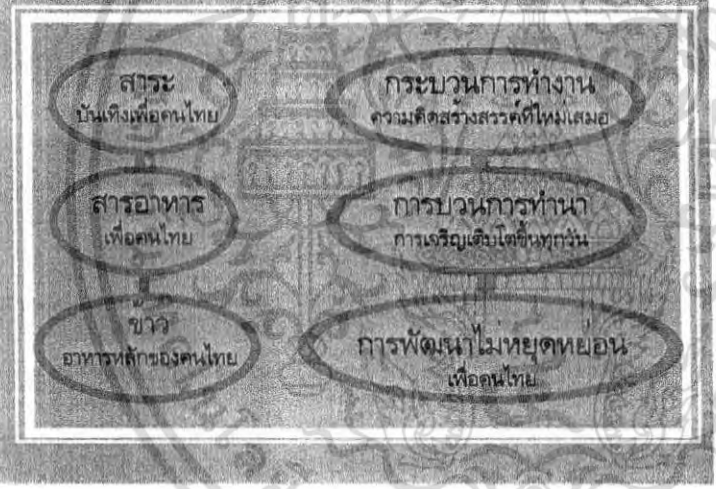 สาระ
บันเทิงเพื่อคนไทย
สารอาหาร
เพื่อคนไทย
ข้าว
อาหารหลักของคนไทย
กระบวนการทำงาน
ความคิดสร้างสรรค์ที่ใหม่เสมอ
การบวนการทำนา
การเจริญเติบโตขึ้นทุกวัน
การพัฒนาไม่หยุดหย่อน
เพื่อคนไทย